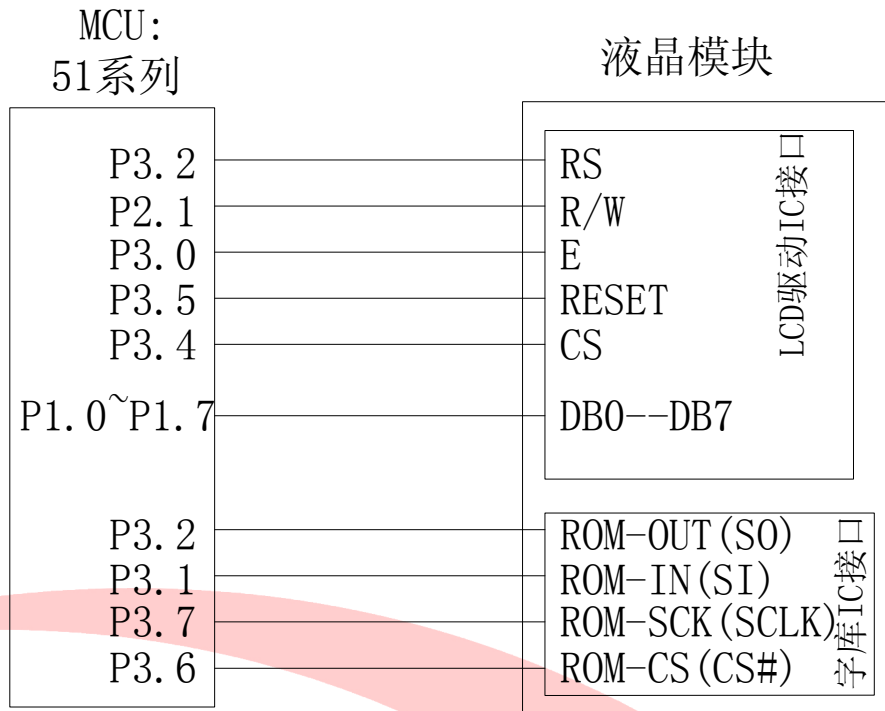 MCU:
51系列
液晶模块
P3.2
P2.1
P3.0
P3.5
P3.4
P1.0~P1.7
P3.2
P3.1
P3.7
P3.6
RS
R/W
E
RESET
CS
DB0--DB7
LCD驱动IC接口
ROM-OUT(SO)
ROM-IN(SI)
ROM-SCK(SCLK)
ROM-CS(CS#)
字库IC接口